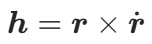 h = r × ṙ